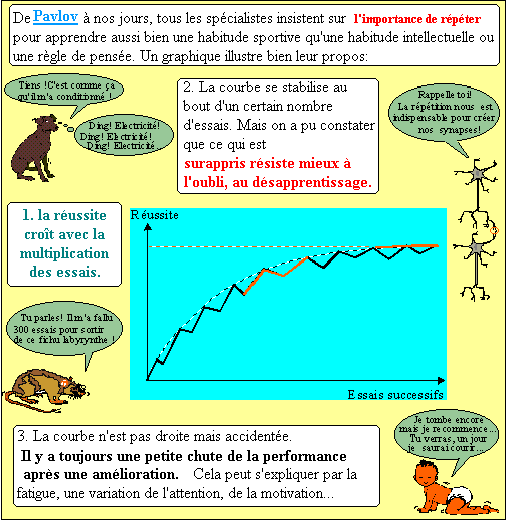 De Pavlov à nos jours, tous les spécialistes insistent sur l'importance de répéter
pour apprendre aussi bien une habitude sportive qu'une habitude intellectuelle ou
une règle de pensée. Un graphique illustre bien leur propos:
Tiens !C'est comme ça
qu'il m'a conditionné !
Ding! Electricité!
Ding! Electricité!
Ding! Electricité
2. La courbe se stabilise au
bout d'un certain nombre
d'essais. Mais on a pu constater
que ce qui est
surappris résiste mieux à
l'oubli, au désapprentissage.
Rappelle toi!
La répétition nous est
indispensable pour créer
nos synapses!
1. la réussite
croît avec la
multiplication
des essais.
Réussite
Essais successifs
Tu parles! Il m'a fallu
300 essais pour sortir
de ce fichu labyrynthe !
3. La courbe n'est pas droite mais accidentée.
Il y a toujours une petite chute de la performance
après une amélioration. Cela peut s'expliquer par la
fatigue, une variation de l'attention, de la motivation...
Je tombe encore
mais je recommence...
Tu verras, un jour
je saurai courir...